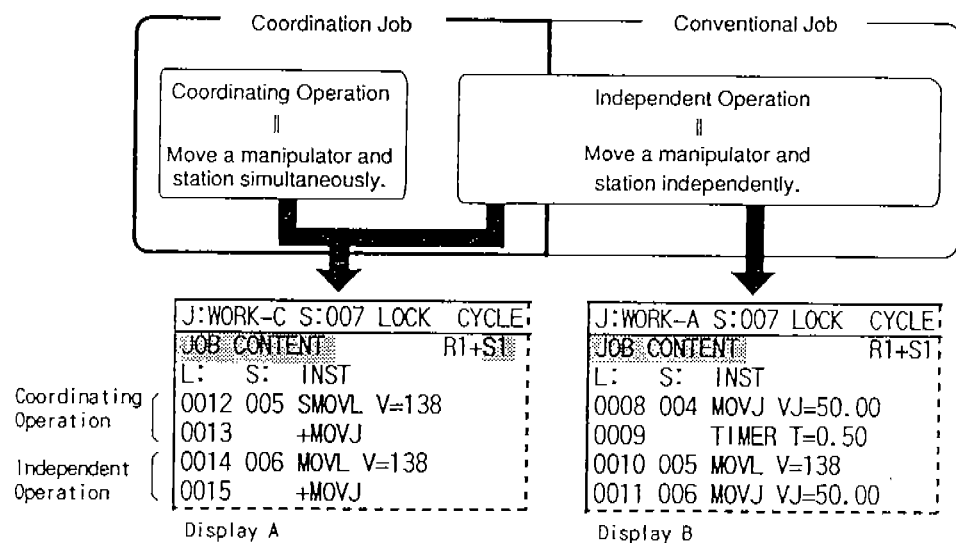 Coordination Job
Conventional Job
Coordinating Operation
||
Move a manipulator and
station simultaneously.
Independent Operation
||
Move a manipulator and
station independently.
J:WORK-C S:007 LOCK CYCLE
JOB CONTENT R1+S1
L: S: INST
Coordinating
Operation
0012 005 SMOVL V=138
0013 +MOVJ
Independent
Operation
0014 006 MOVL V=138
0015 +MOVJ
Display A
J:WORK-A S:007 LOCK CYCLE
JOB CONTENT R1+S1
L: S: INST
0008 004 MOVJ VJ=50.00
0009 TIMER T=0.50
0010 005 MOVL V=138
0011 006 MOVJ VJ=50.00
Display B